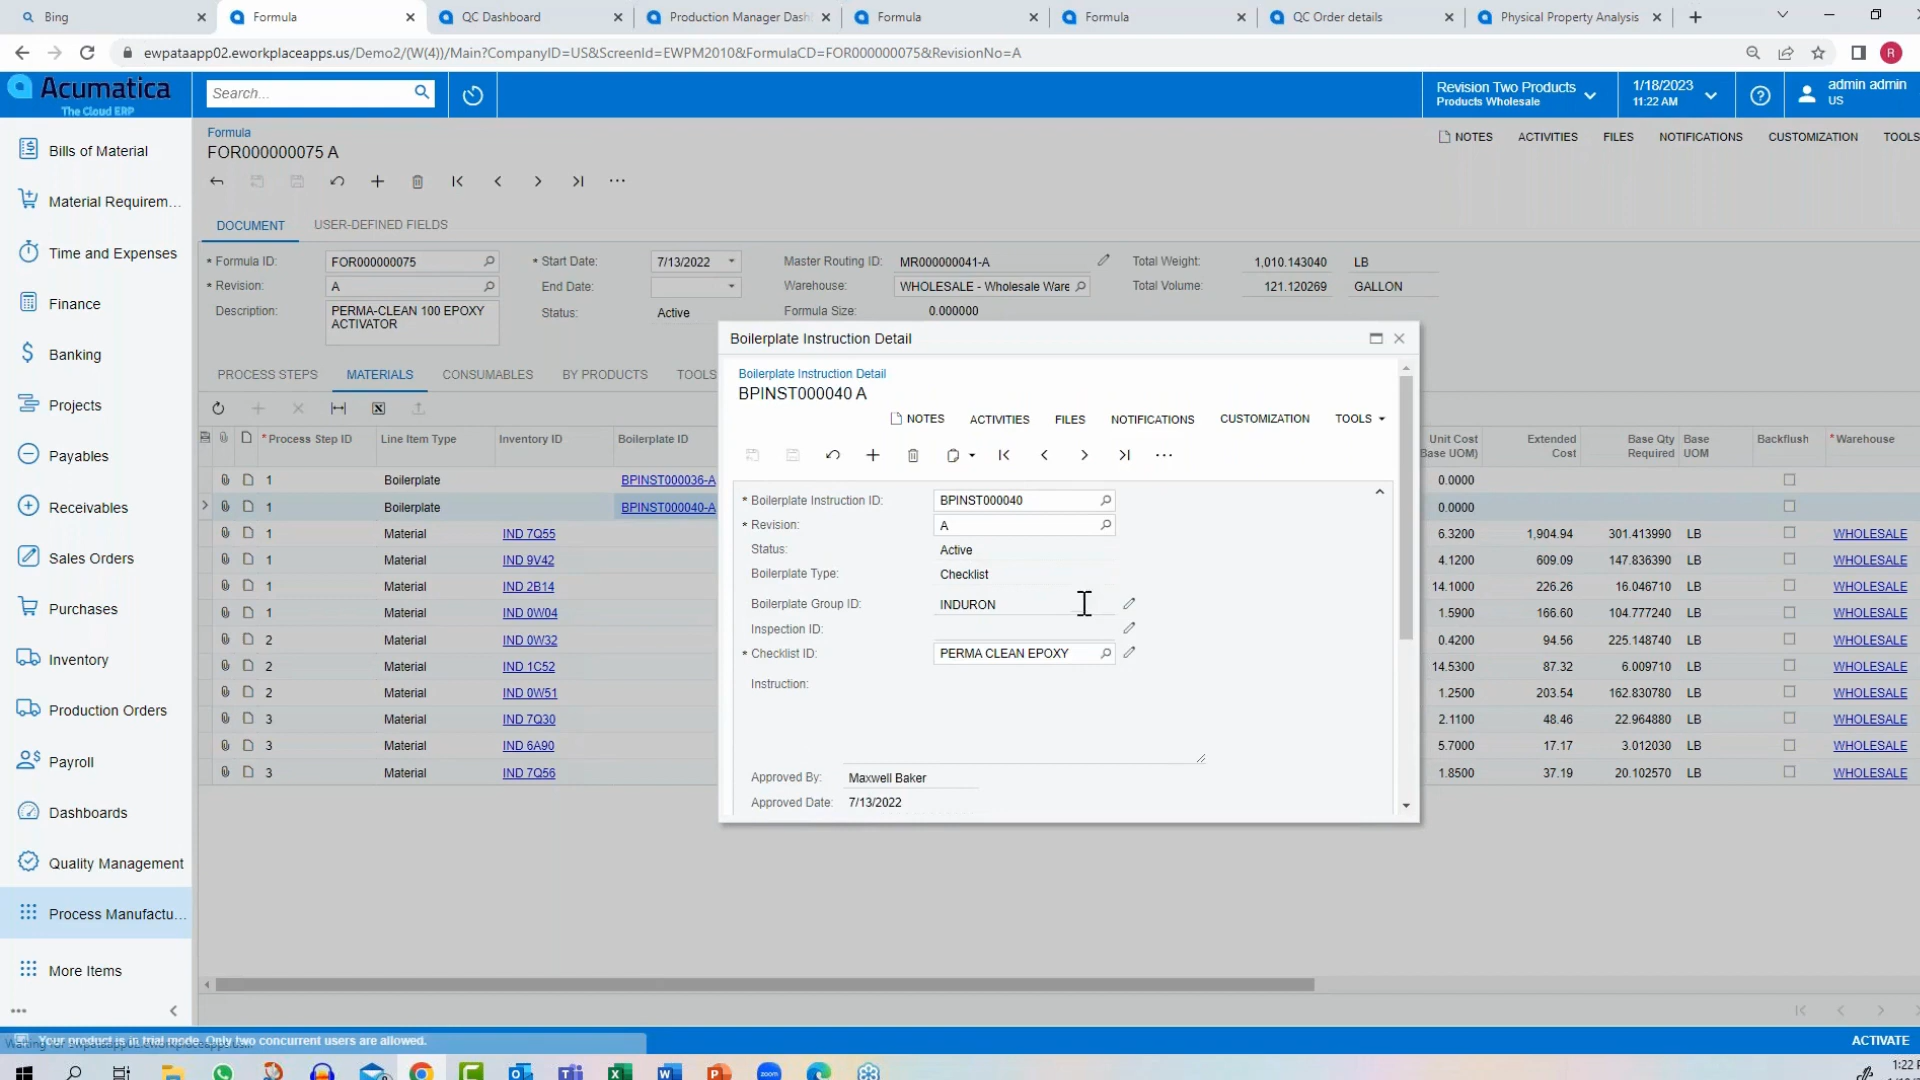 Bing
Formula
QC Dashboard
Production Manager Dash
Formula
Formula
QC Order details
Physical Property Analysis
ewpataapp02.eworkplaceapps.us/Demo2/(W(4))/Main?CompanyID=US&ScreenId=EWPM2010&FormulaCD=FOR000000075&RevisionNo=A
R
Acumatica
The Cloud ERP
Search...
Revision Two Products
Products Wholesale
1/18/2023
11:22 AM
admin admin
US
Bills of Material
Material Requirem...
Time and Expenses
Finance
Banking
Projects
Payables
Receivables
Sales Orders
Purchases
Inventory
Production Orders
Payroll
Dashboards
Quality Management
Process Manufactu...
More Items
Formula
FOR000000075 A
NOTES ACTIVITIES FILES NOTIFICATIONS CUSTOMIZATION TOOLS
DOCUMENT USER-DEFINED FIELDS
* Formula ID: FOR000000075 * Start Date: 7/13/2022 Master Routing ID: MR000000041-A Total Weight: 1,010.143040 LB
* Revision: A End Date: Warehouse: WHOLESALE - Wholesale Ware Total Volume: 121.120269 GALLON
Description: PERMA-CLEAN 100 EPOXY ACTIVATOR Status: Active Formula Size: 0.000000
PROCESS STEPS MATERIALS CONSUMABLES BY PRODUCTS TOOLS
* Process Step ID Line Item Type Inventory ID Boilerplate ID Unit Cost Base UOM) Extended Cost Base Qty Required Base UOM Backflush * Warehouse
1 Boilerplate BPINST000036-A 0.0000
1 Boilerplate BPINST000040-A 0.0000
1 Material IND 7Q55 6.3200 1,904.94 301.413990 LB WHOLESALE
1 Material IND 9V42 4.1200 609.09 147.836390 LB WHOLESALE
1 Material IND 2B14 14.1000 226.26 16.046710 LB WHOLESALE
1 Material IND 0W04 1.5900 166.60 104.777240 LB WHOLESALE
2 Material IND 0W32 0.4200 94.56 225.148740 LB WHOLESALE
2 Material IND 1C52 14.5300 87.32 6.009710 LB WHOLESALE
2 Material IND 0W51 1.2500 203.54 162.830780 LB WHOLESALE
3 Material IND 7Q30 2.1100 48.46 22.964880 LB WHOLESALE
3 Material IND 6A90 5.7000 17.17 3.012030 LB WHOLESALE
3 Material IND 7Q56 1.8500 37.19 20.102570 LB WHOLESALE
Boilerplate Instruction Detail
Boilerplate Instruction Detail
BPINST000040 A
NOTES ACTIVITIES FILES NOTIFICATIONS CUSTOMIZATION TOOLS
* Boilerplate Instruction ID: BPINST000040
* Revision: A
Status: Active
Boilerplate Type: Checklist
Boilerplate Group ID: INDURON
Inspection ID:
* Checklist ID: PERMA CLEAN EPOXY
Instruction:
Approved By: Maxwell Baker
Approved Date: 7/13/2022
Your product is in trial mode. Only two concurrent users are allowed.
Waiting for ewpataapp02.eworkplaceapps.us...
ACTIVATE
zoom
1:22